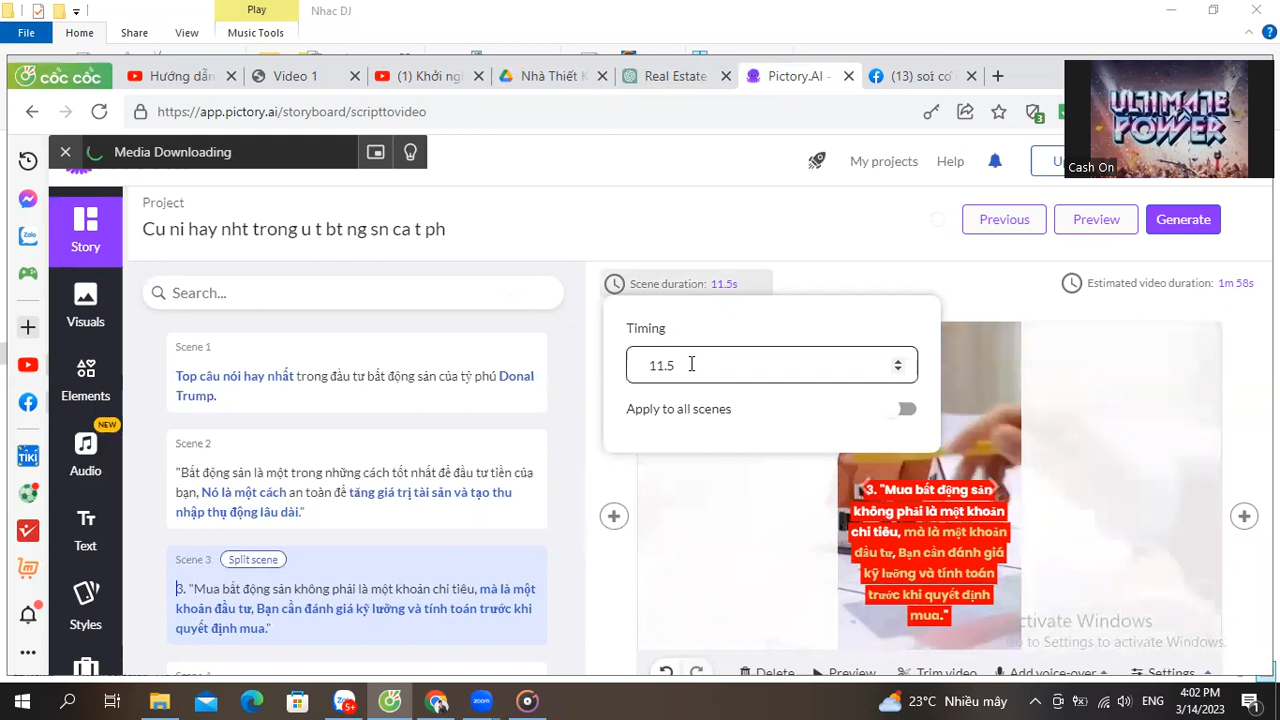 Play
Nhac DJ
File
Home
Share
View
Music Tools
cốc cốc
Hướng dẫn
Video 1
(1) Khởi ng
Nhà Thiết K
Real Estate
Pictory.AI -
(13) soi cơ
https://app.pictory.ai/storyboard/scripttovideo
ULTIMATE
POWER
Cash On
Media Downloading
My projects
Help
Project
Cu ni hay nht trong u t bt ng sn ca t ph
Previous
Preview
Generate
Story
Visuals
Elements
NEW
Audio
Text
Styles
Zalo
TIKI
3
Search...
Scene 1
Top câu nói hay nhất trong đầu tư bất động sản của tỷ phú Donal
Trump.
Scene 2
"Bất động sản là một trong những cách tốt nhất để đầu tư tiền của
bạn, Nó là một cách an toàn để tăng giá trị tài sản và tạo thu
nhập thụ động lâu dài."
Scene 3
Split scene
3. "Mua bất động sản không phải là một khoản chi tiêu, mà là một
khoản đầu tư, Bạn cần đánh giá kỹ lưỡng và tính toán trước khi
quyết định mua."
Scene duration: 11.5s
Estimated video duration: 1m 58s
Timing
11.5
Apply to all scenes
3. "Mua bất động sản
không phải là một khoản
chi tiêu, mà là một khoản
đầu tư, Bạn cần đánh giá
kỹ lưỡng và tính toán
trước khi quyết định
mua."
Activate Windows
Go to Settings to activate Windows.
Delete
Preview
Trim video
Add voice-over
Settings
5+
zoom
23°C Nhiều mây
ENG
4:02 PM
3/14/2023
1